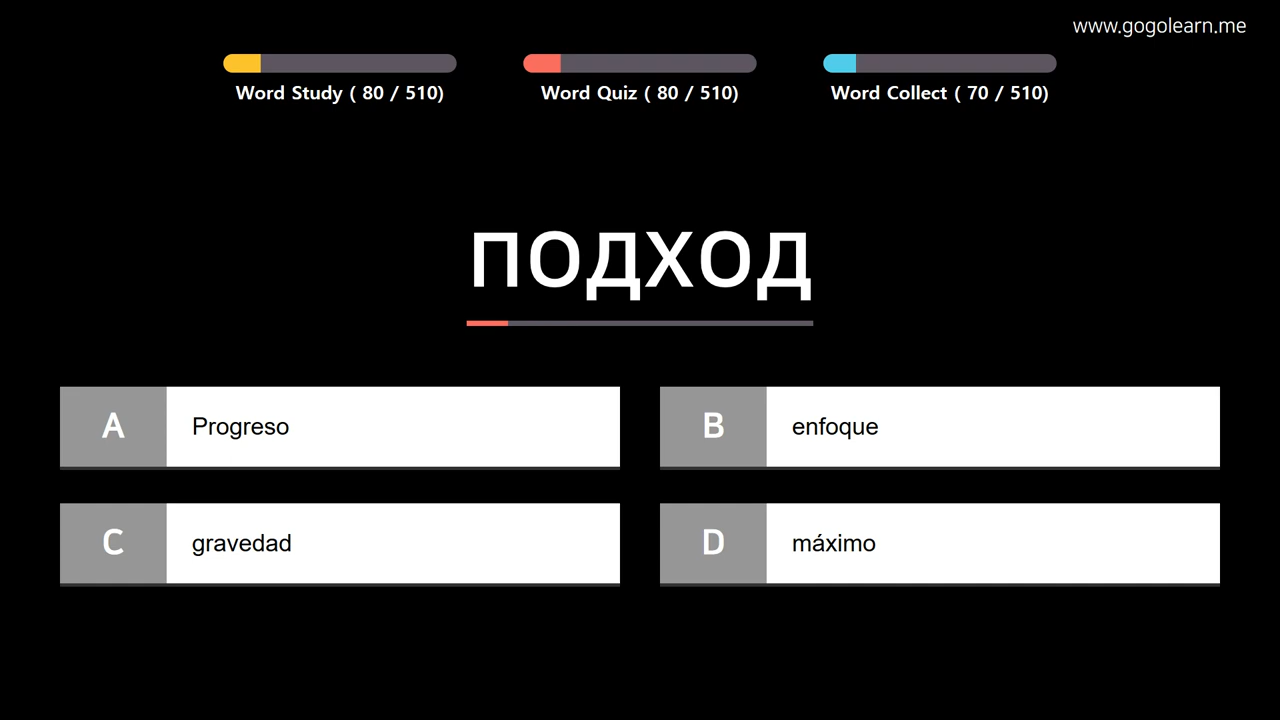 www.gogolearn.me
Word Study ( 80 / 510)
Word Quiz ( 80 / 510)
Word Collect ( 70 / 510)
подход
A Progreso
B enfoque
C gravedad
D máximo